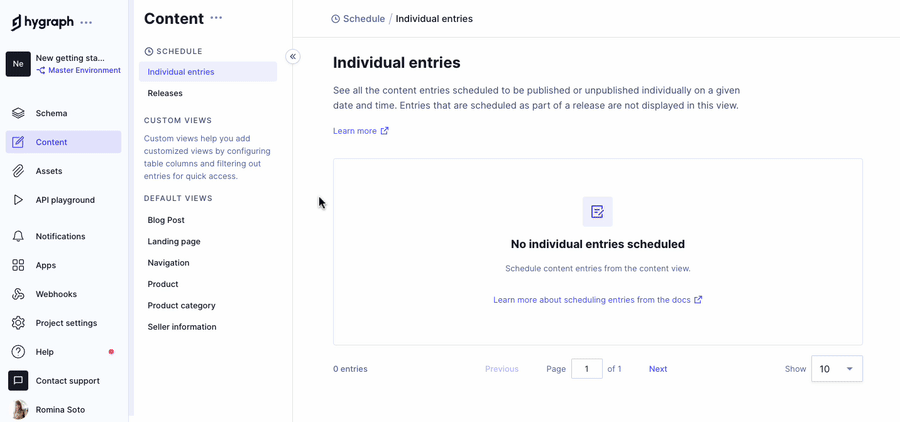 hygraph
Ne
New getting sta...
Master Environment
Schema
Content
Assets
API playground
Notifications
Apps
Webhooks
Project settings
Help
Contact support
Romina Soto
Content
SCHEDULE
Individual entries
Releases
CUSTOM VIEWS
Custom views help you add
customized views by configuring
table columns and filtering out
entries for quick access.
DEFAULT VIEWS
Blog Post
Landing page
Navigation
Product
Product category
Seller information
Schedule / Individual entries
Individual entries
See all the content entries scheduled to be published or unpublished individually on a given
date and time. Entries that are scheduled as part of a release are not displayed in this view.
Learn more
No individual entries scheduled
Schedule content entries from the content view.
Learn more about scheduling entries from the docs
0 entries
Previous
Page 1 of 1
Next
Show 10